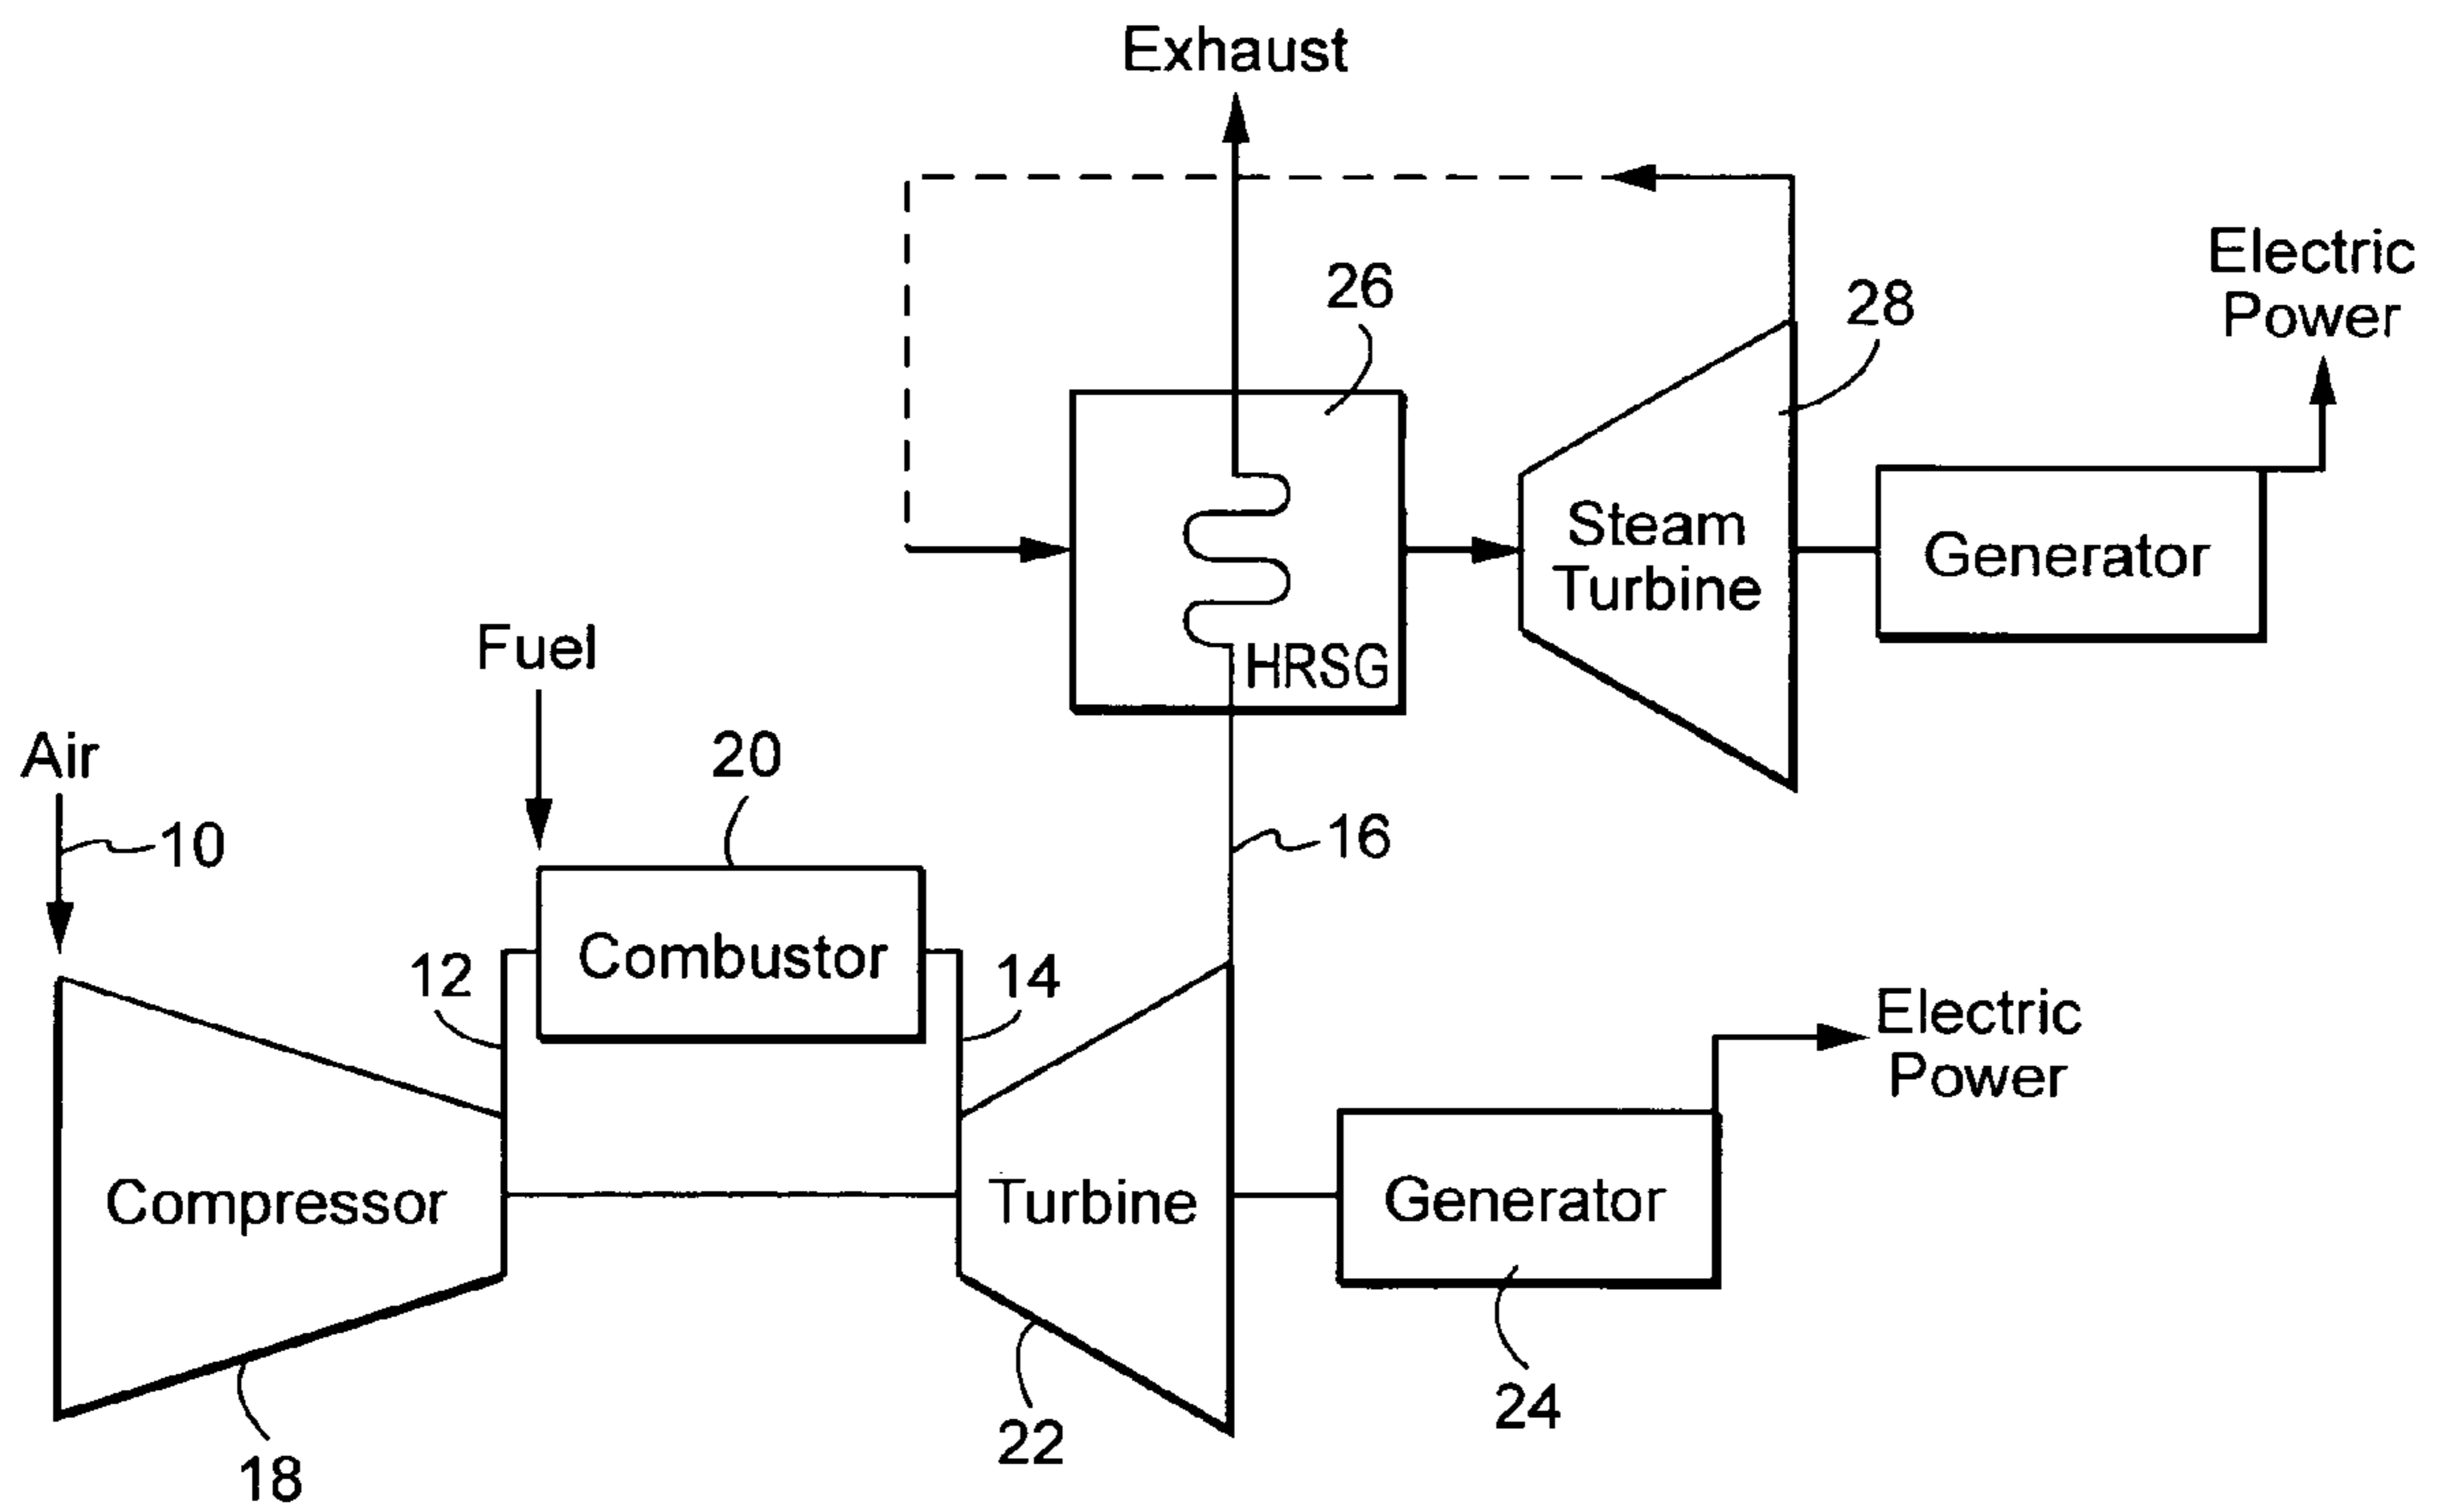 Exhaust
Electric
Power
26
28
Steam
Turbine
Generator
HRSG
Fuel
Air
20
10
16
Combustor
12
14
Electric
Power
Compressor
Turbine
Generator
24
22
18